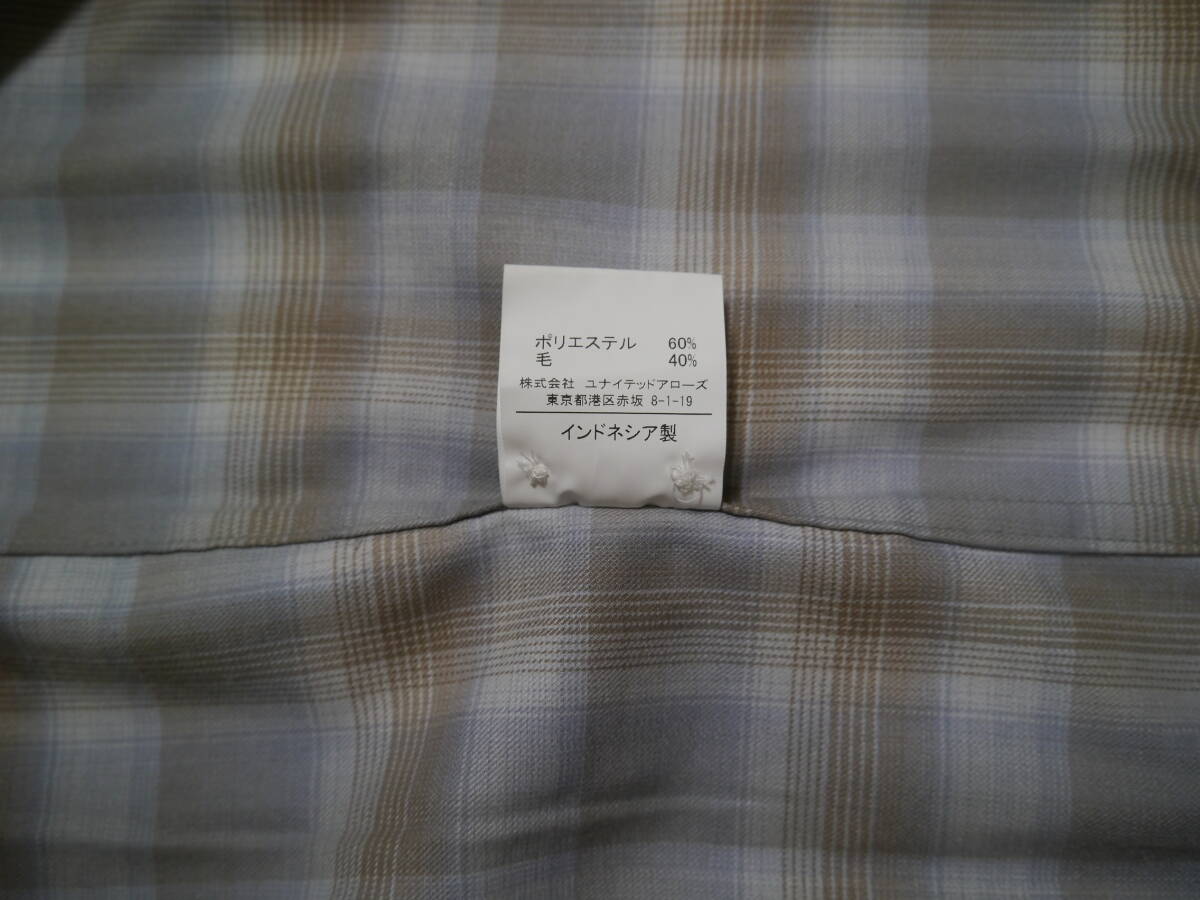 ポリエステル 60%
毛 40%
株式会社 ユナイテッドアローズ
東京都港区赤坂 8-1-19
インドネシア製